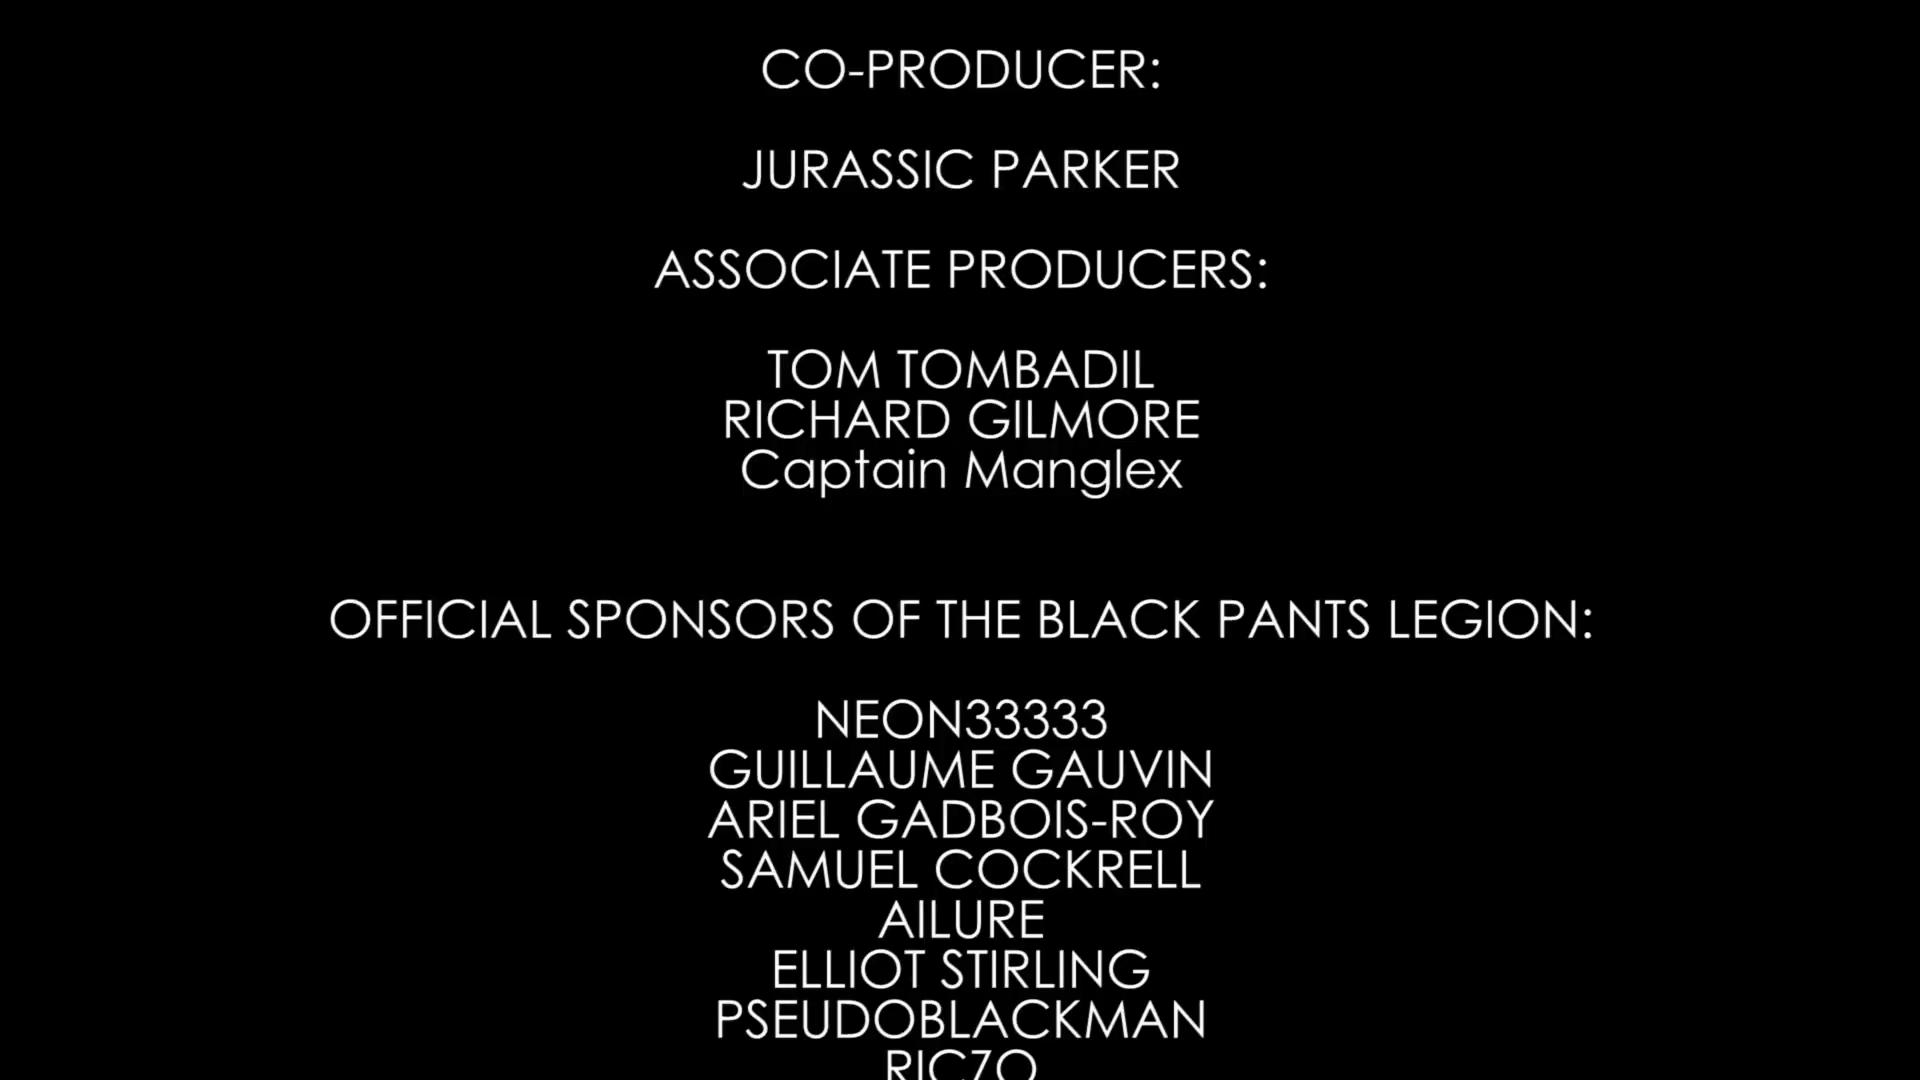 CO-PRODUCER:
JURASSIC PARKER
ASSOCIATE PRODUCERS:
TOM TOMBADIL
RICHARD GILMORE
Captain Manglex
OFFICIAL SPONSORS OF THE BLACK PANTS LEGION:
NEON33333
GUILLAUME GAUVIN
ARIEL GADBOIS-ROY
SAMUEL COCKRELL
AILURE
ELLIOT STIRLING
PSEUDOBLACKMAN